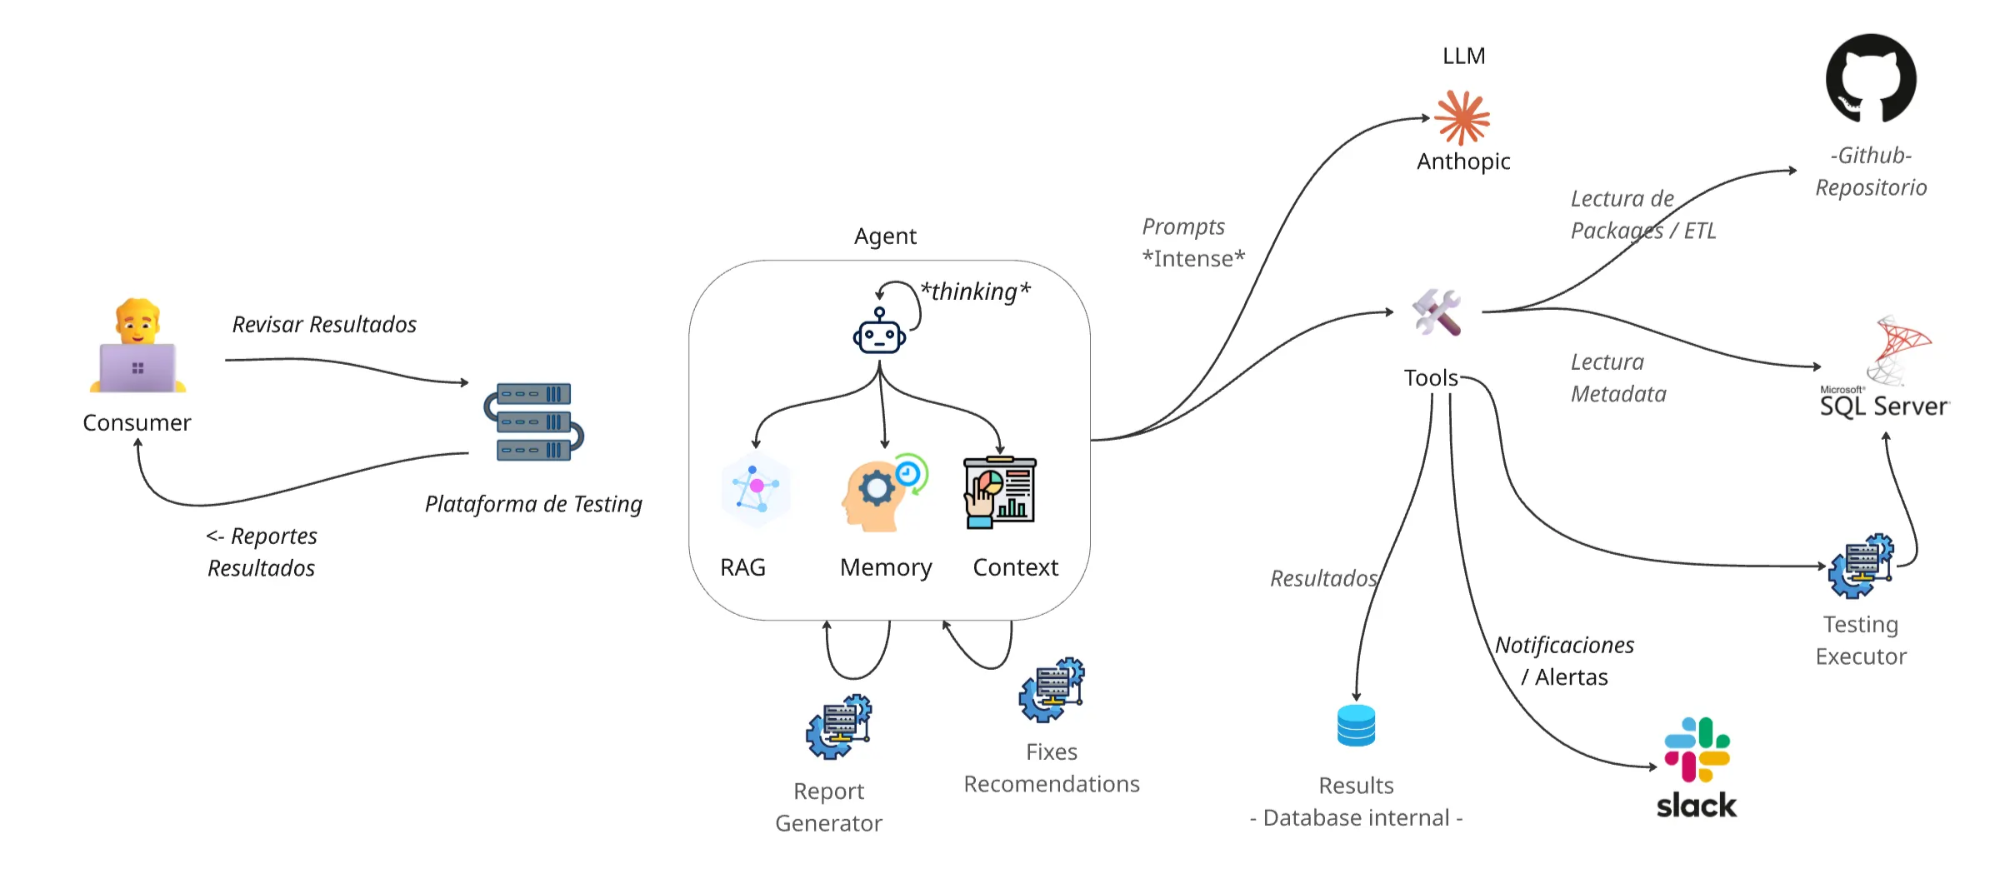 LLM
Anthopic
-Github-
Repositorio
Lectura de
Packages / ETL
Prompts
*Intense*
Agent
*thinking*
Revisar Resultados
Consumer
Plataforma de Testing
<- Reportes
Resultados
RAG
Memory
Context
Tools
Lectura
Metadata
Microsoft®
SQL Server
Resultados
Testing
Executor
Notificaciones
/ Alertas
Report
Generator
Fixes
Recomendations
Results
- Database internal -
slack